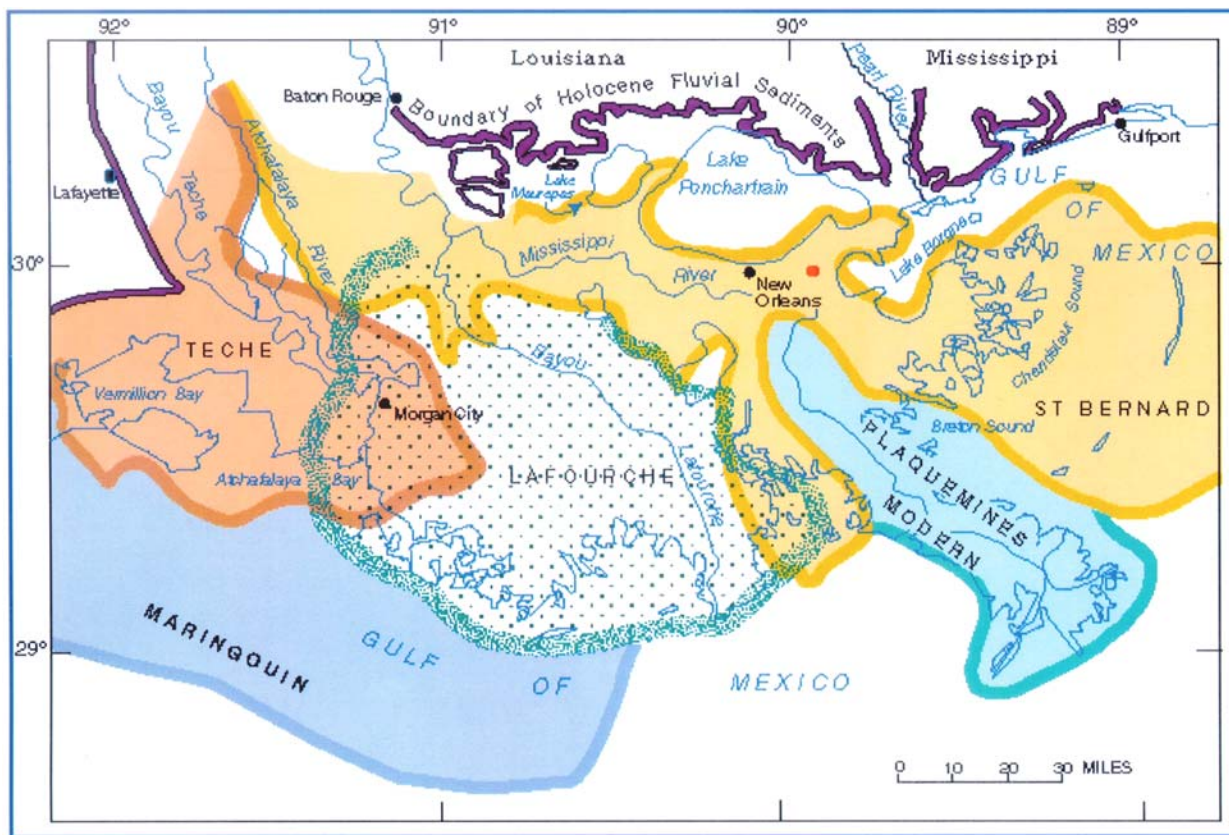 92°
91°
90°
89°
Louisiana
Mississippi
Pearl River
Baton Rouge
Boundary of Holocene Fluvial Sediments
Gulfport
Bayou
Teche
Atchafalaya
River
Lafayette
Lake
Maurepas
Lake
Ponchartrain
GULF
OF
MEXICO
30°
Mississippi
River
New
Orleans
Lake Borgne
Chandeleur Sound
TECHE
Vermillion Bay
Morgan City
Atchafalaya Bay
Bayou
Lafourche
LAFOURCHE
ST BERNARD
Breton Sound
PLAQUEMINES
MODERN
29°
MARINGOUIN
GULF
OF
MEXICO
0 10 20 30 MILES